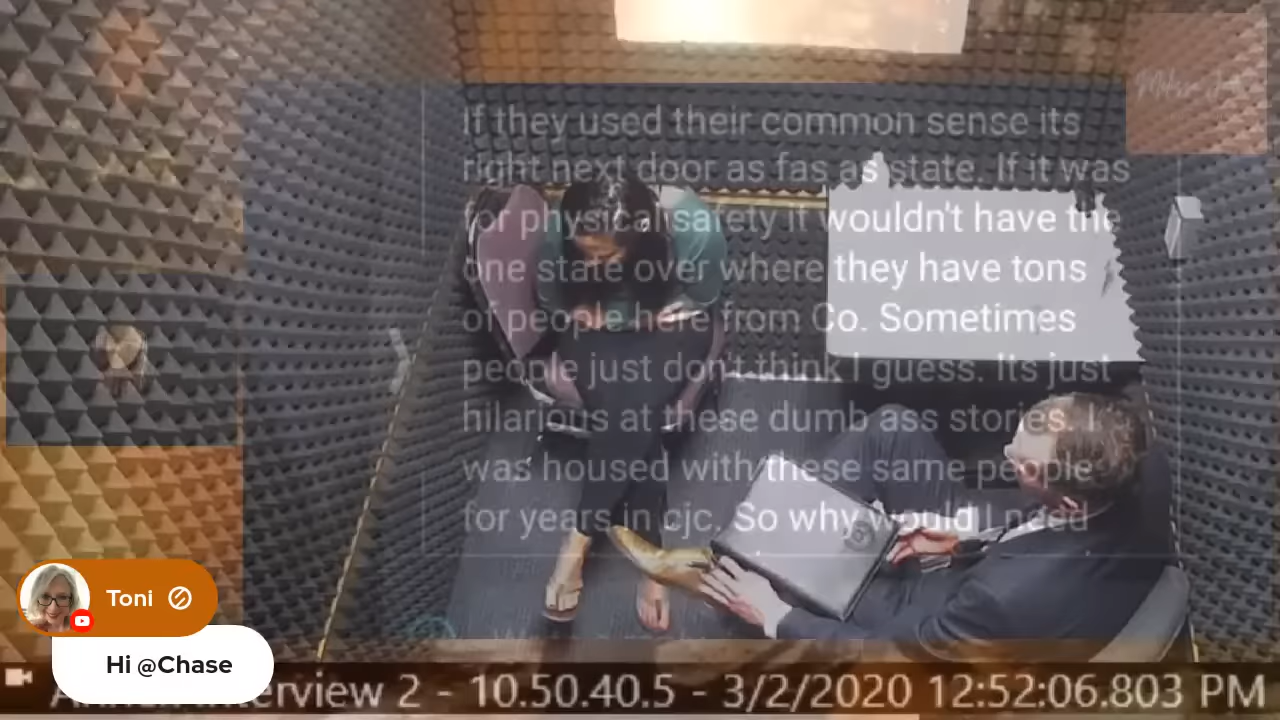 If they used their common sense its
right next door as fas as state. If it was
for physical safety it wouldn't have the
one state over where they have tons
of people here from Co. Sometimes
people just don't think I guess. Its just
hilarious at these dumb ass stories. I
was housed with these same people
for years in cjc. So why would I need
Toni
Hi @Chase
erview 2 - 10.50.40.5 - 3/2/2020 12:52:06.803 PM